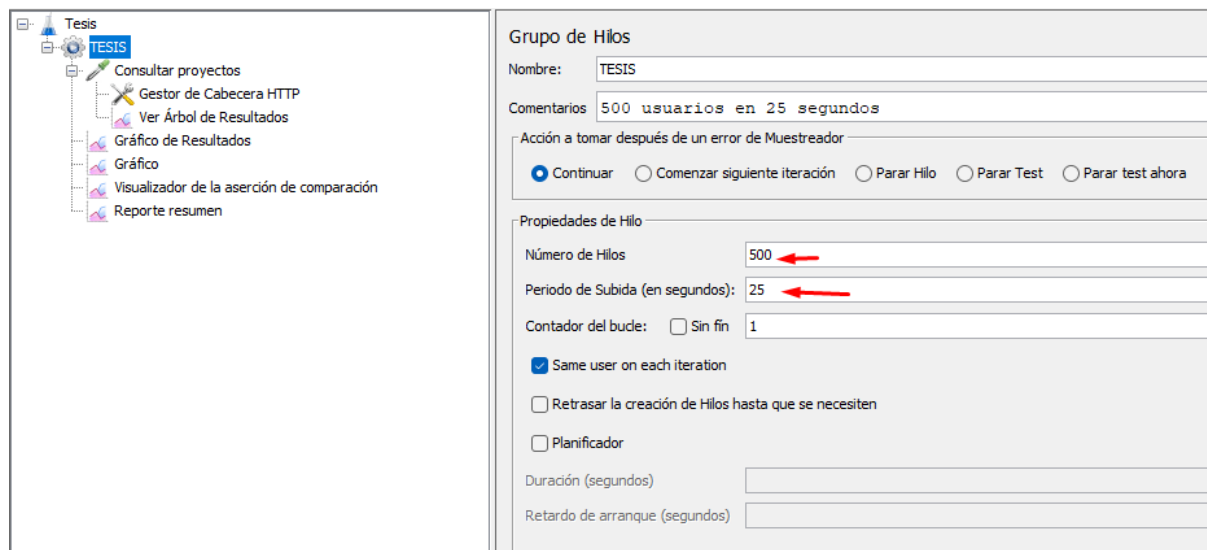 Tesis
TESIS
Consultar proyectos
Gestor de Cabecera HTTP
Ver Árbol de Resultados
Gráfico de Resultados
Gráfico
Visualizador de la aserción de comparación
Reporte resumen
Grupo de Hilos
Nombre: TESIS
Comentarios 500 usuarios en 25 segundos
Acción a tomar después de un error de Muestreador
Continuar Comenzar siguiente iteración Parar Hilo Parar Test Parar test ahora
Propiedades de Hilo
Número de Hilos 500
Periodo de Subida (en segundos): 25
Contador del bucle: Sin fín 1
Same user on each iteration
Retrasar la creación de Hilos hasta que se necesiten
Planificador
Duración (segundos)
Retardo de arranque (segundos)